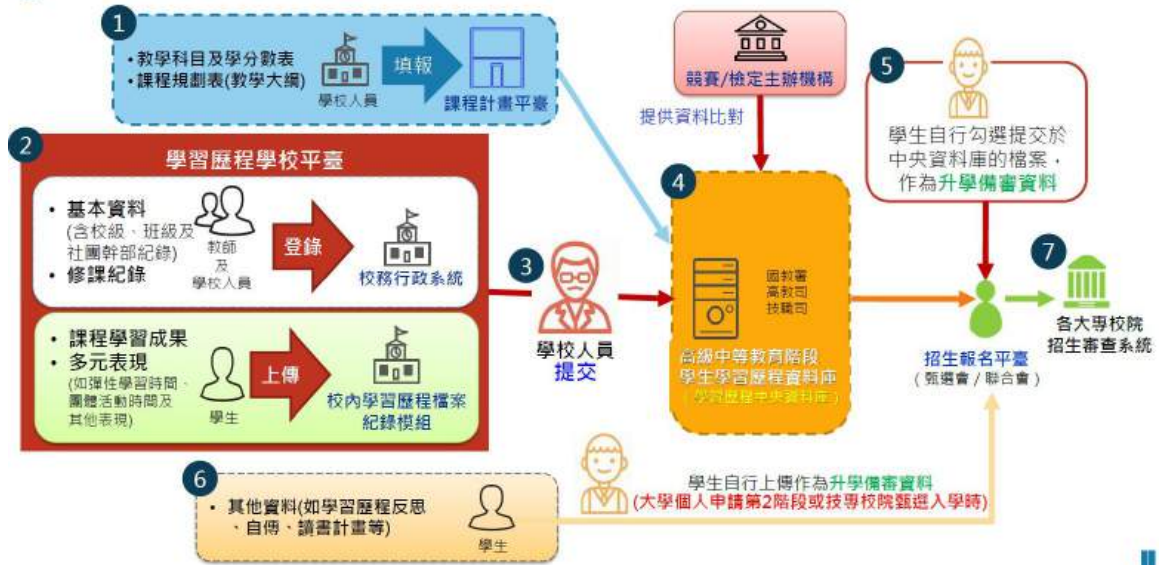 1
•教學科目及學分數表
•課程規劃表(教學大綱)
學校人員
填報
課程計畫平臺
競賽/檢定主辦機構
提供資料比對
2
學習歷程學校平臺
• 基本資料
(含校級、班級及
社團幹部紀錄)
• 修課紀錄
教師
及
學校人員
登錄
校務行政系統
• 課程學習成果
• 多元表現
(如彈性學習時間、
團體活動時間及
其他表現)
學生
上傳
校內學習歷程檔案
紀錄模組
3
學校人員
提交
4
國教署
高教司
技職司
高級中等教育階段
學生學習歷程資料庫
(學習歷程中央資料庫)
5
學生自行勾選提交於
中央資料庫的檔案,
作為升學備審資料
招生報名平臺
(甄選會/聯合會)
7
各大專校院
招生審查系統
6
• 其他資料(如學習歷程反思
、自傳、讀書計畫等)
學生
學生自行上傳作為升學備審資料
(大學個人申請第2階段或技專校院甄選入學時)